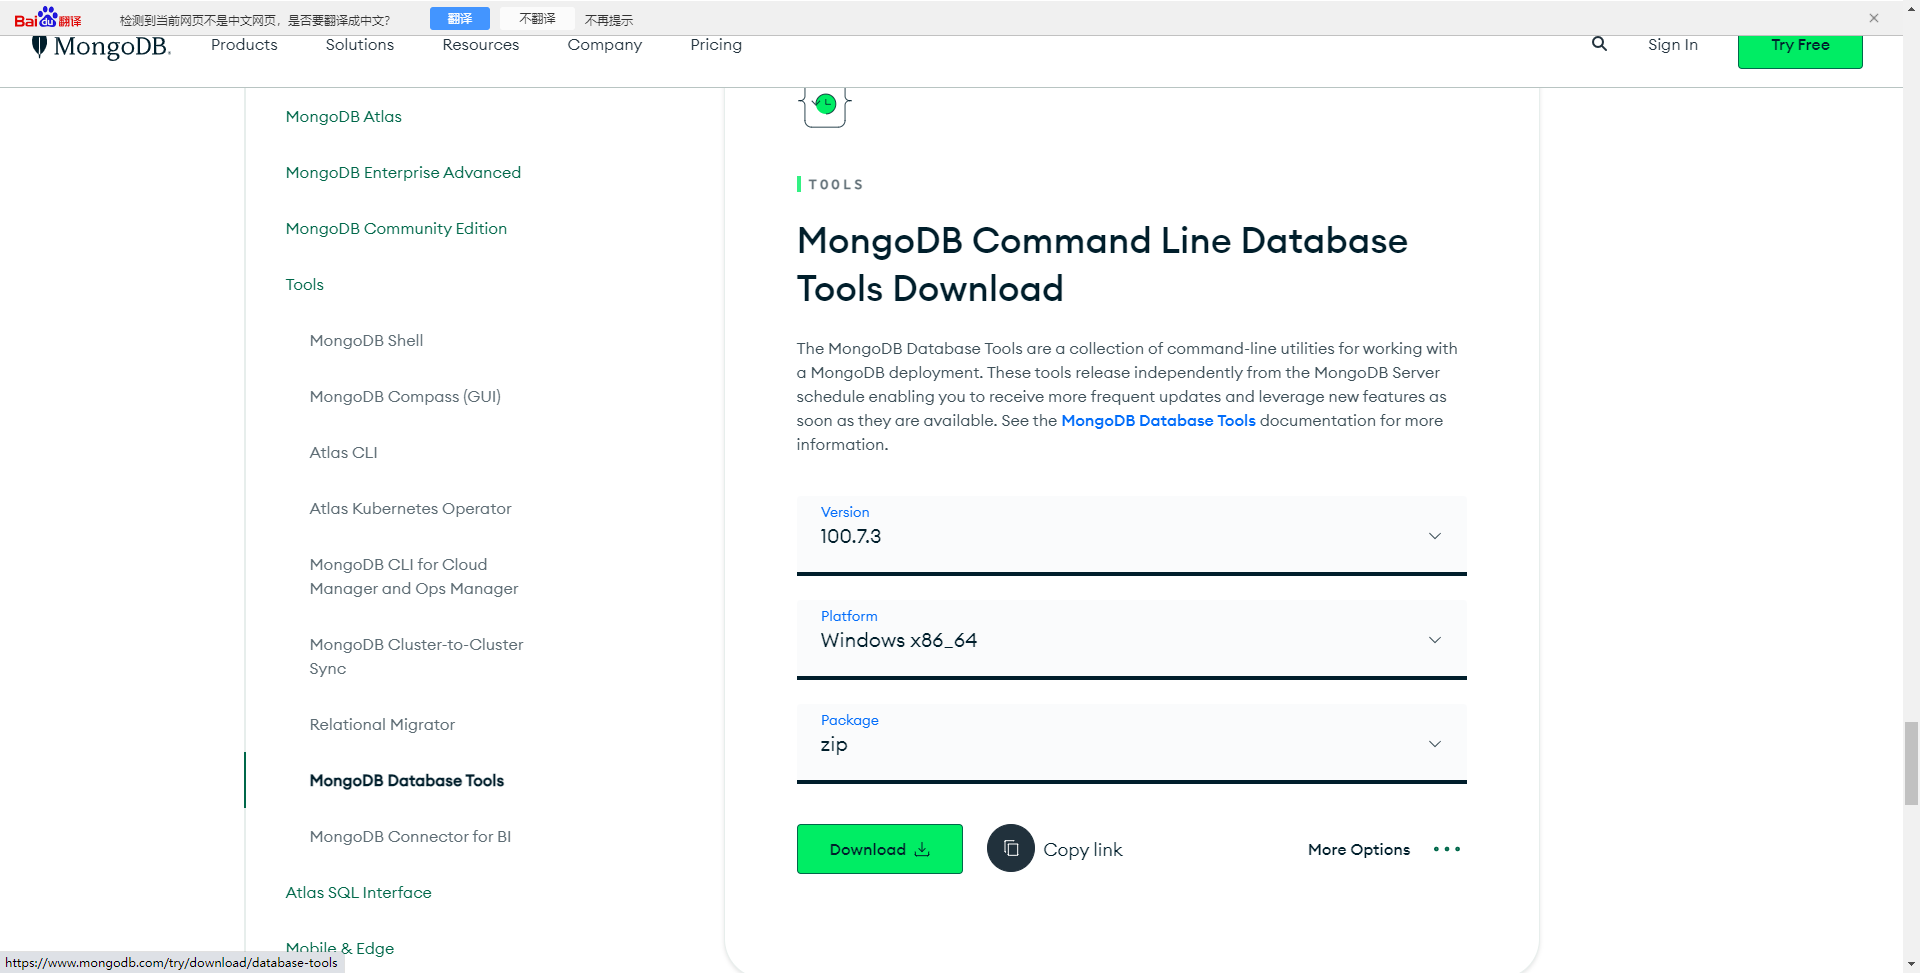 Bai du 翻译
检测到当前网页不是中文网页，是否要翻译成中文？
翻译
不翻译
不再提示
MongoDB.
Products
Solutions
Resources
Company
Pricing
Sign In
Try Free
MongoDB Atlas
MongoDB Enterprise Advanced
MongoDB Community Edition
Tools
MongoDB Shell
MongoDB Compass (GUI)
Atlas CLI
Atlas Kubernetes Operator
MongoDB CLI for Cloud
Manager and Ops Manager
MongoDB Cluster-to-Cluster
Sync
Relational Migrator
MongoDB Database Tools
MongoDB Connector for BI
Atlas SQL Interface
Mobile & Edge
TOOLS
MongoDB Command Line Database
Tools Download
The MongoDB Database Tools are a collection of command-line utilities for working with
a MongoDB deployment. These tools release independently from the MongoDB Server
schedule enabling you to receive more frequent updates and leverage new features as
soon as they are available. See the MongoDB Database Tools documentation for more
information.
Version
100.7.3
Platform
Windows x86_64
Package
zip
Download
Copy link
More Options
https://www.mongodb.com/try/download/database-tools